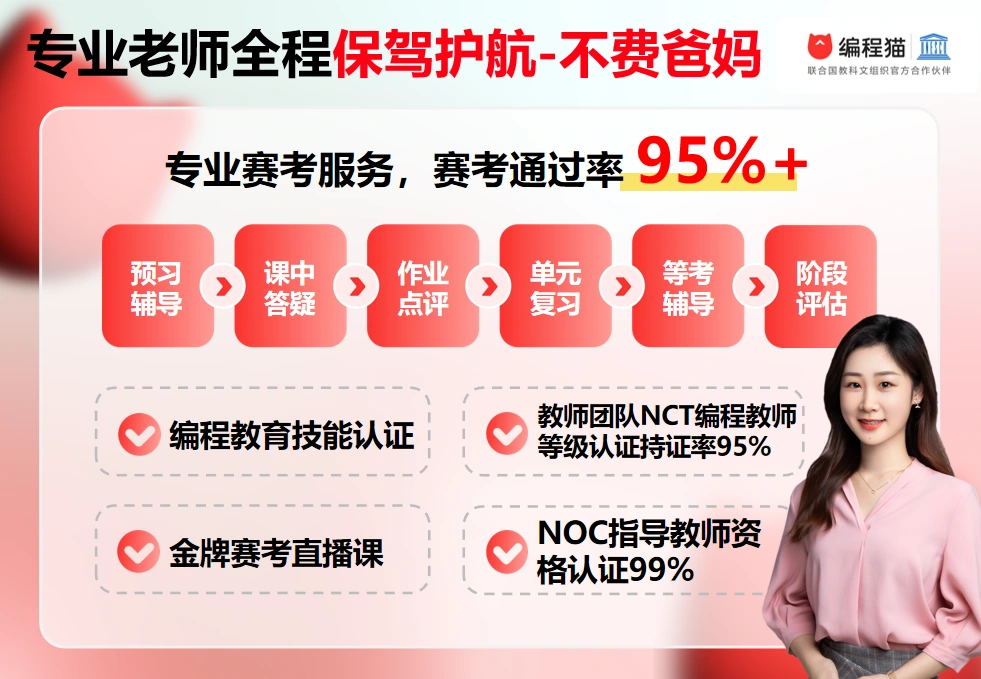 专业老师全程保驾护航-不费爸妈
编程猫
联合国教科文组织官方合作伙伴
专业赛考服务，赛考通过率95%+
预习
辅导
课中
答疑
作业
点评
单元
复习
等考
辅导
阶段
评估
编程教育技能认证
教师团队NCT编程教师
等级认证持证率95%
金牌赛考直播课
NOC指导教师资
格认证99%